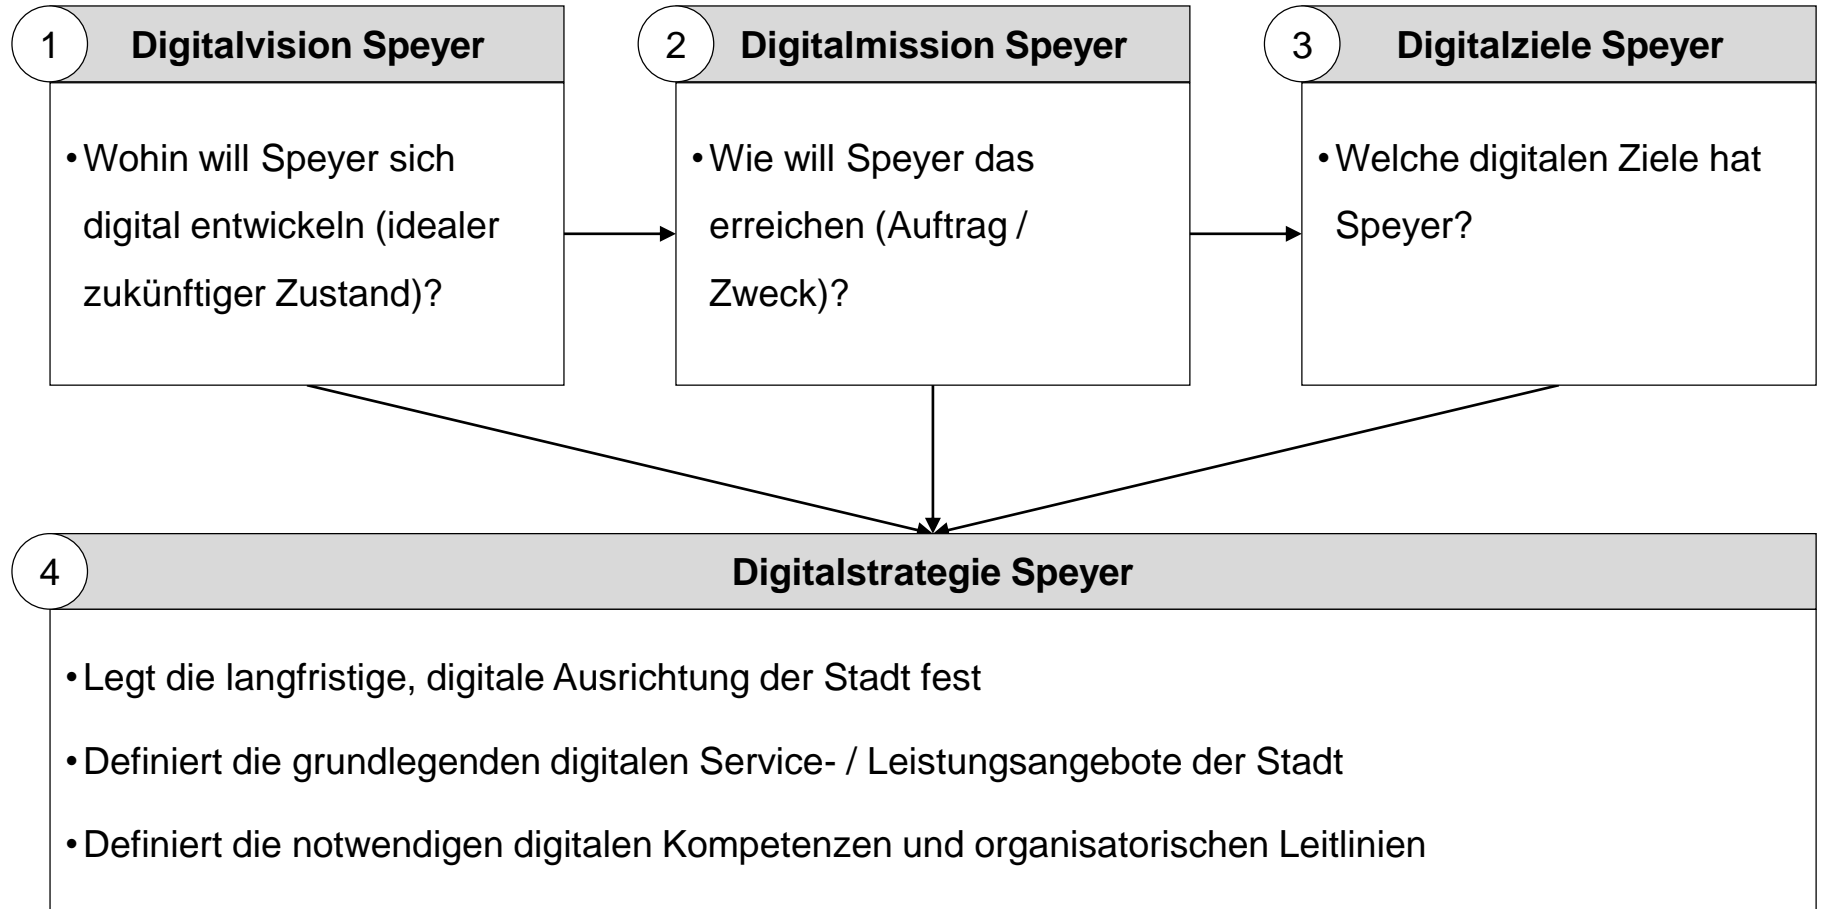 1 Digitalvision Speyer
• Wohin will Speyer sich
digital entwickeln (idealer
zukünftiger Zustand)?
2 Digitalmission Speyer
• Wie will Speyer das
erreichen (Auftrag /
Zweck)?
3 Digitalziele Speyer
• Welche digitalen Ziele hat
Speyer?
4 Digitalstrategie Speyer
• Legt die langfristige, digitale Ausrichtung der Stadt fest
• Definiert die grundlegenden digitalen Service- / Leistungsangebote der Stadt
• Definiert die notwendigen digitalen Kompetenzen und organisatorischen Leitlinien